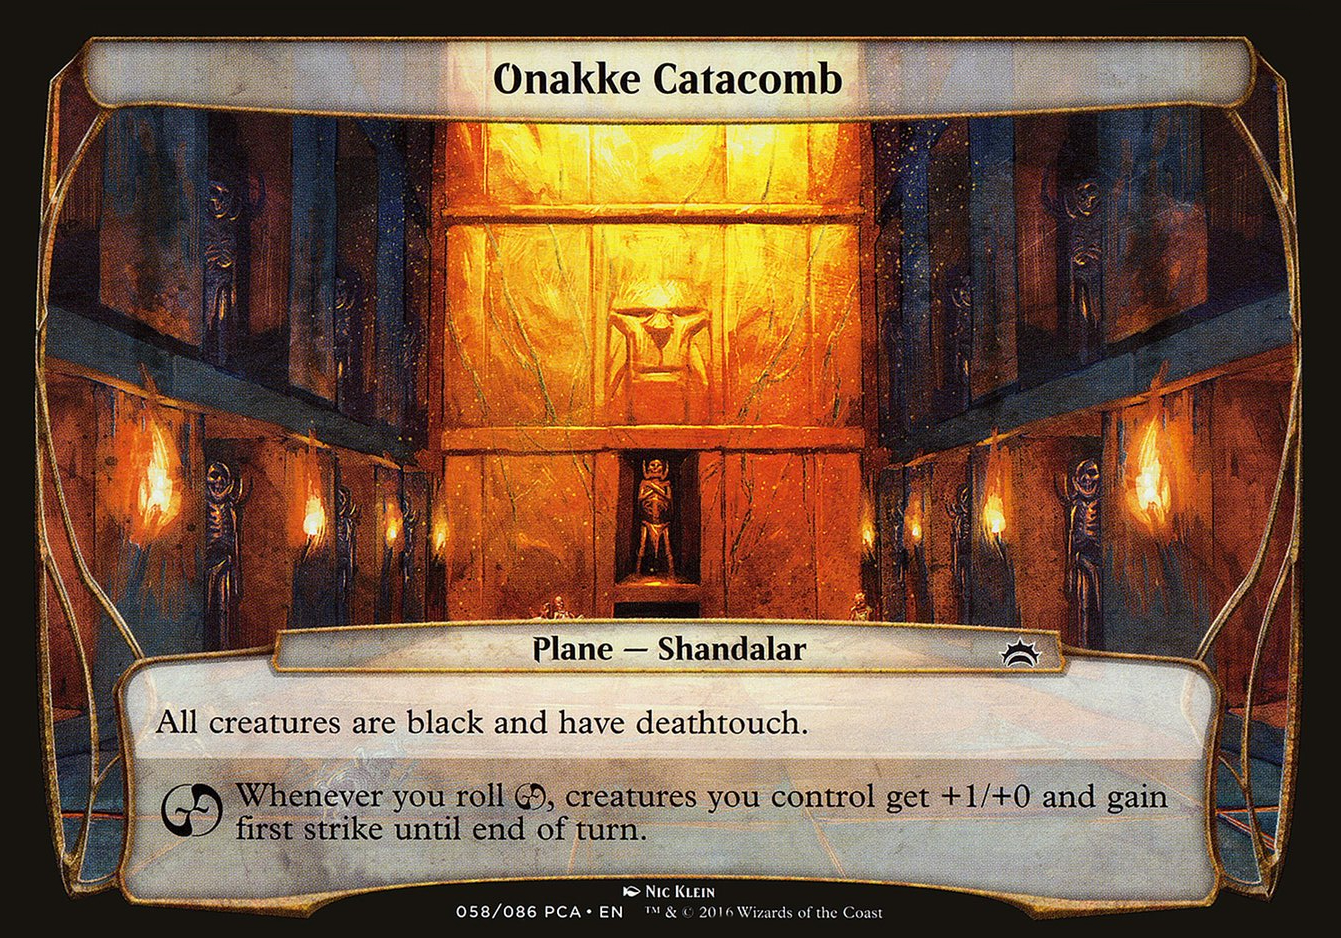 Onakke Catacomb
Plane — Shandalar
All creatures are black and have deathtouch.
Whenever you roll , creatures you control get +1/+0 and gain
first strike until end of turn.
Nic Klein
058/086 PCA • EN ™ & © 2016 Wizards of the Coast